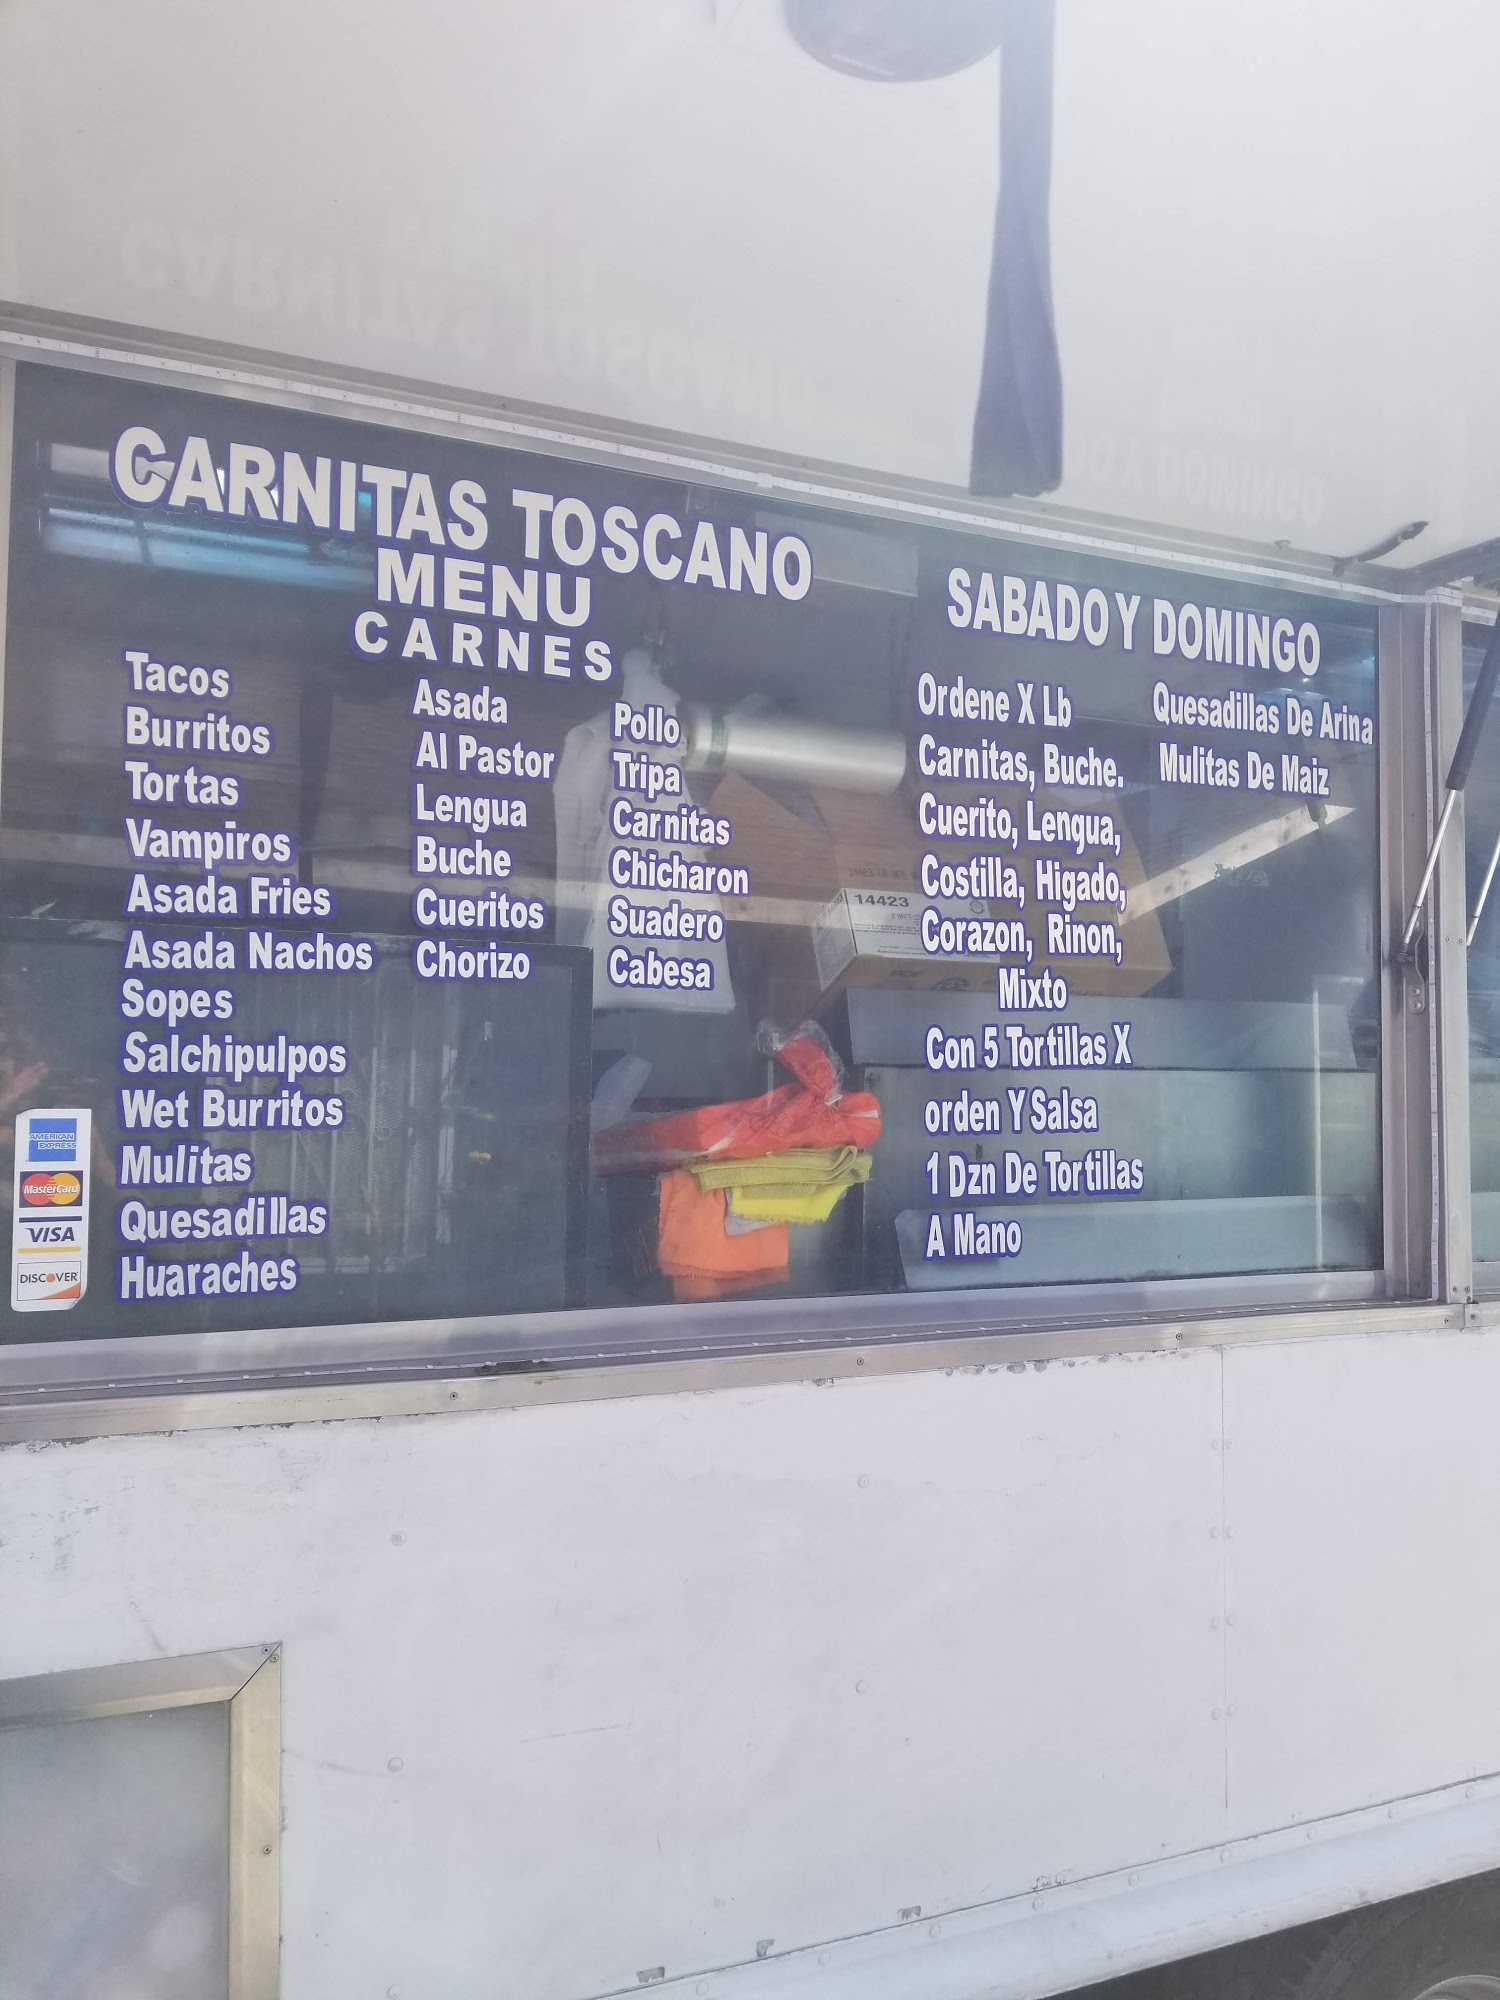 CARNITAS TOSCANO
MENU
CARNES
Tacos
Burritos
Tortas
Vampiros
Asada Fries
Asada Nachos
Sopes
Salchipulpos
Wet Burritos
Mulitas
Quesadillas
Huaraches
Asada
Al Pastor
Lengua
Buche
Cueritos
Chorizo
Pollo
Tripa
Carnitas
Chicharon
Suadero
Cabesa
SABADO Y DOMINGO
Ordene X Lb
Carnitas, Buche.
Cuerito, Lengua,
Costilla, Higado,
Corazon, Rinon,
Mixto
Con 5 Tortillas X
orden Y Salsa
1 Dzn De Tortillas
A Mano
Quesadillas De Arina
Mulitas De Maiz
14423
AMERICAN
EXPRESS
MasterCard
VISA
DISCOVER